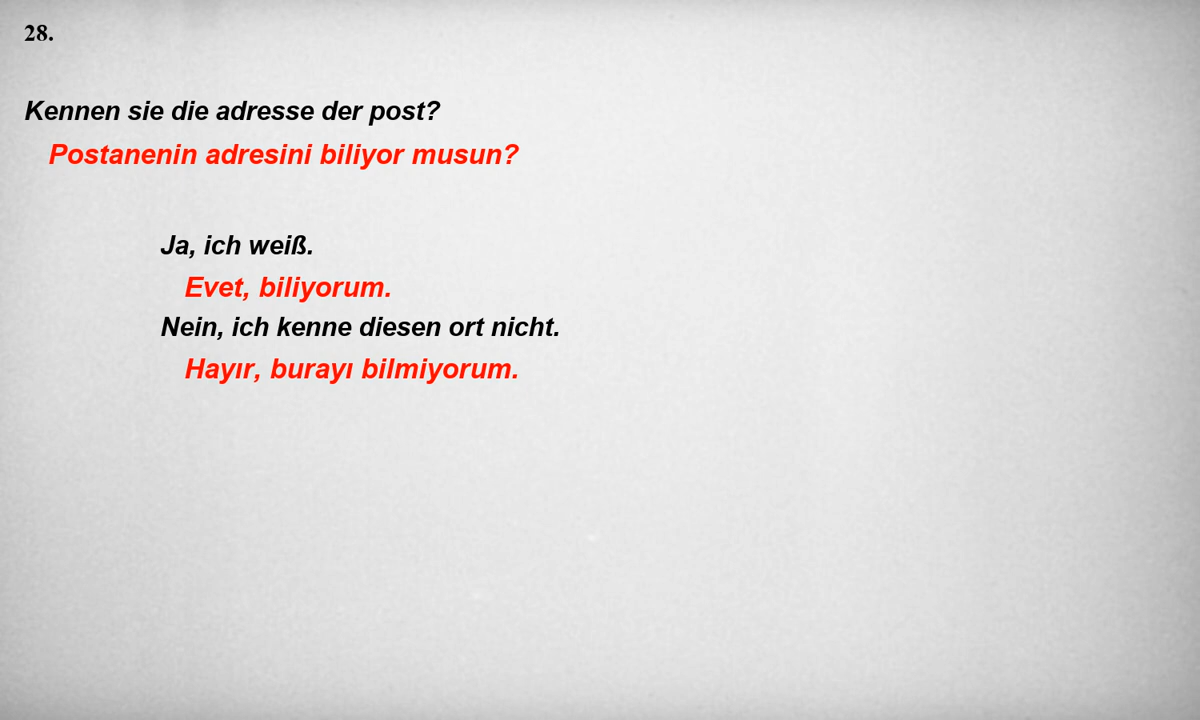 28.
Kennen sie die adresse der post?
Postanenin adresini biliyor musun?
Ja, ich weiß.
Evet, biliyorum.
Nein, ich kenne diesen ort nicht.
Hayır, burayı bilmiyorum.